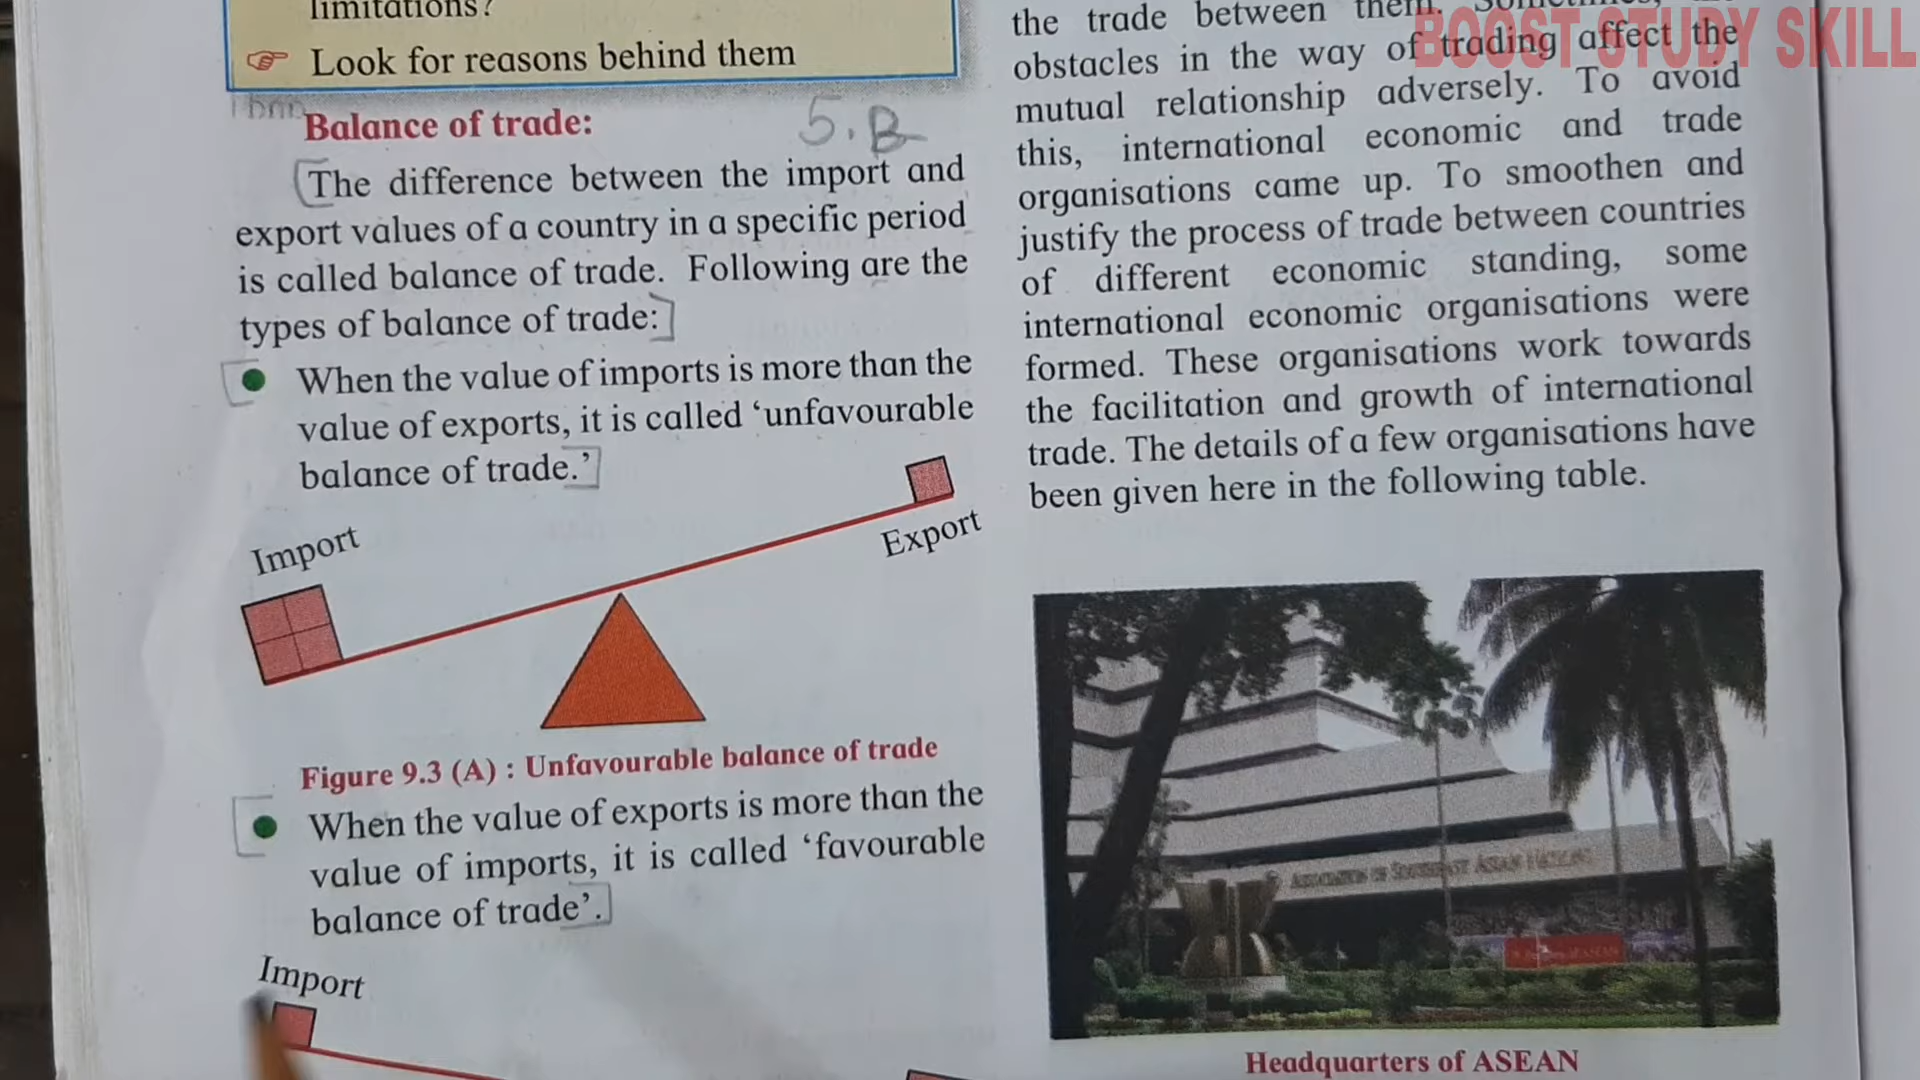 limitations?
Look for reasons behind them
Balance of trade:
5.B
The difference between the import and
export values of a country in a specific period
is called balance of trade. Following are the
types of balance of trade:
When the value of imports is more than the
value of exports, it is called ‘unfavourable
balance of trade.’
Import
Export
Figure 9.3 (A) : Unfavourable balance of trade
When the value of exports is more than the
value of imports, it is called ‘favourable
balance of trade’.
Import
the trade between them.
obstacles in the way of trading affect the
mutual relationship adversely. To avoid
this, international economic and trade
organisations came up. To smoothen and
justify the process of trade between countries
of different economic standing, some
international economic organisations were
formed. These organisations work towards
the facilitation and growth of international
trade. The details of a few organisations have
been given here in the following table.
Headquarters of ASEAN
BOOST STUDY SKILL